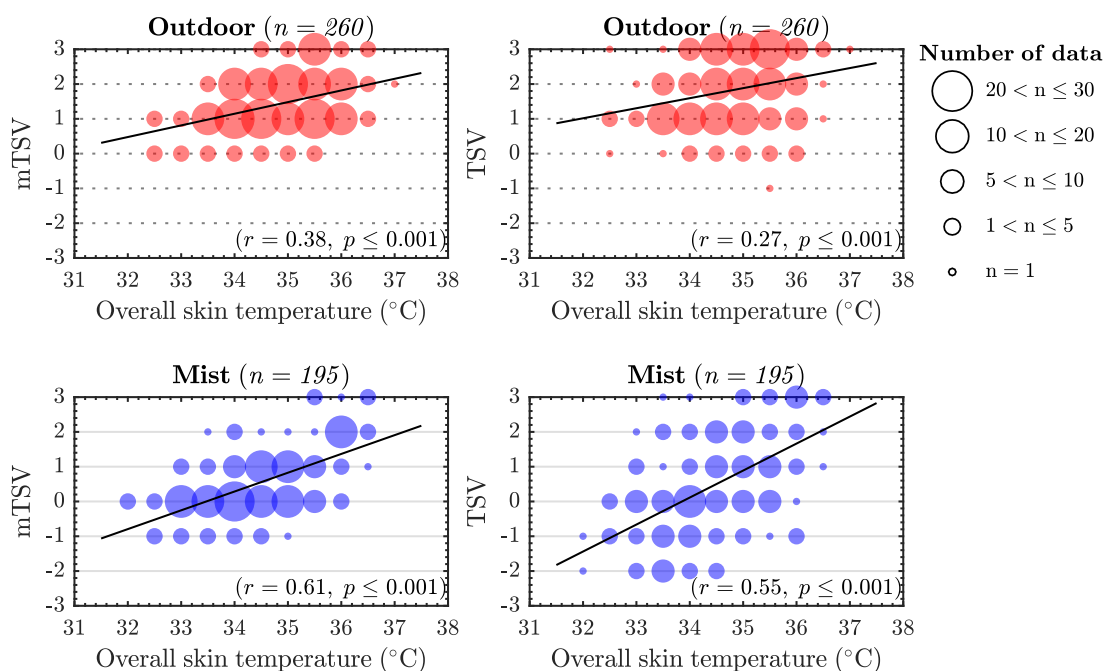 Outdoor (n = 260)
3
2
1
0
-1
-2
-3
mTSV
(r = 0.38, p ≤ 0.001)
31 32 33 34 35 36 37 38
Overall skin temperature (°C)
Outdoor (n = 260)
3
2
1
0
-1
-2
-3
TSV
(r = 0.27, p ≤ 0.001)
31 32 33 34 35 36 37 38
Overall skin temperature (°C)
Number of data
20 < n ≤ 30
10 < n ≤ 20
5 < n ≤ 10
1 < n ≤ 5
n = 1
Mist (n = 195)
3
2
1
0
-1
-2
-3
mTSV
(r = 0.61, p ≤ 0.001)
31 32 33 34 35 36 37 38
Overall skin temperature (°C)
Mist (n = 195)
3
2
1
0
-1
-2
-3
TSV
(r = 0.55, p ≤ 0.001)
31 32 33 34 35 36 37 38
Overall skin temperature (°C)